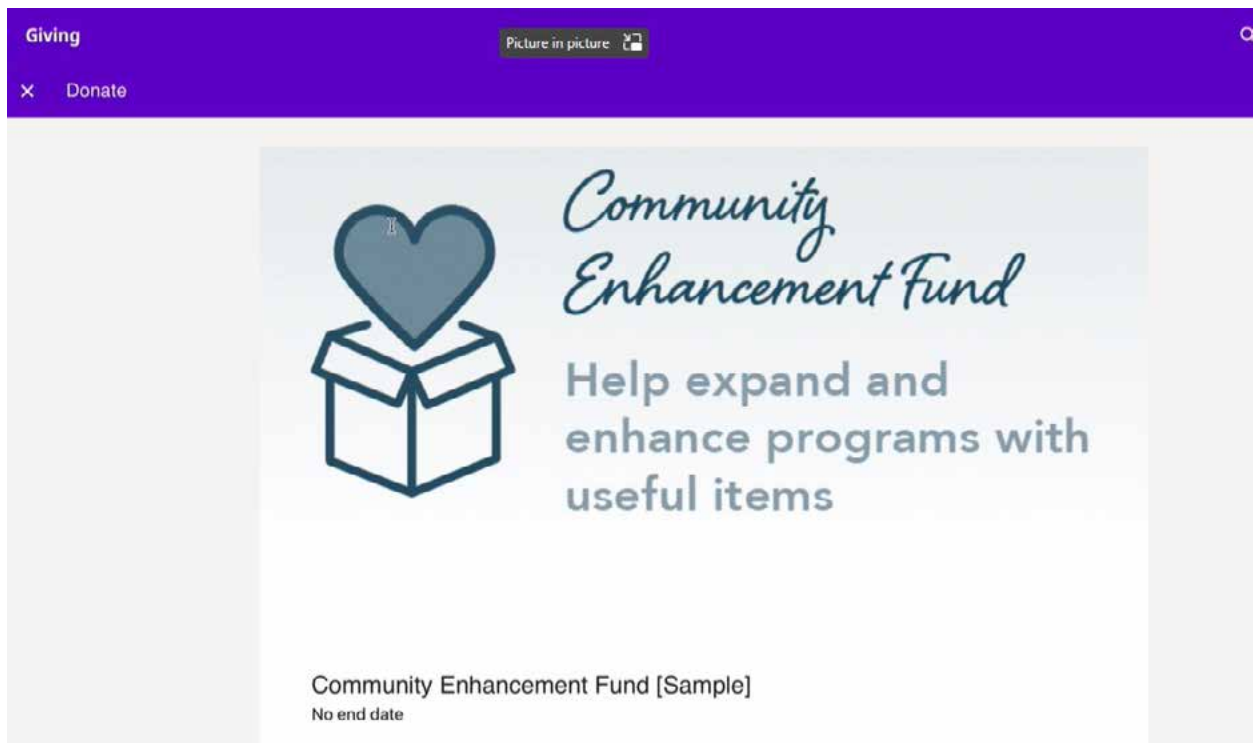 Giving
Picture in picture
Donate
Community
Enhancement Fund
Help expand and
enhance programs with
useful items
Community Enhancement Fund [Sample]
No end date